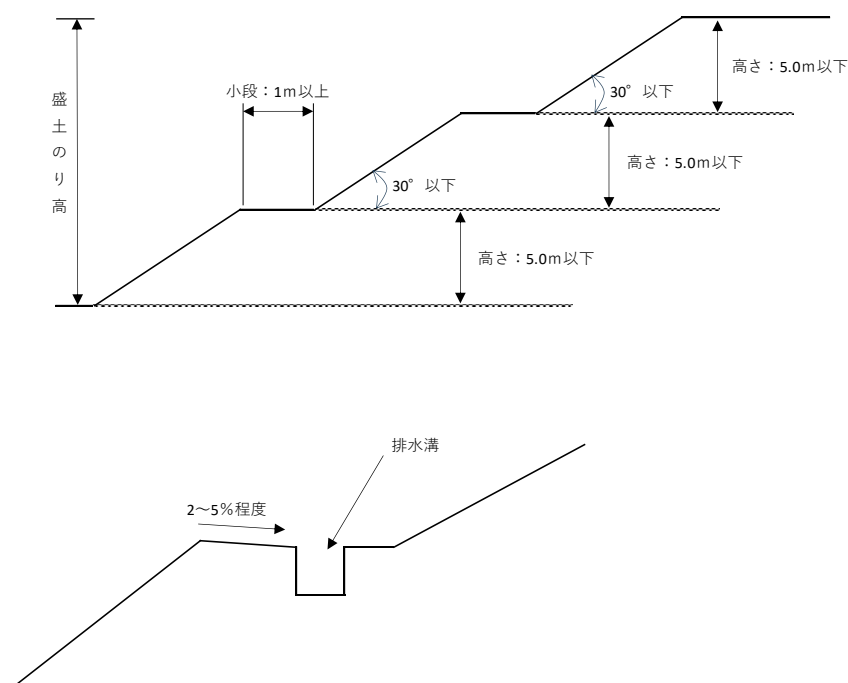 高さ：5.0ｍ以下
小段：1ｍ以上
30°以下
盛土のり高
高さ：5.0ｍ以下
30°以下
高さ：5.0ｍ以下
排水溝
2～5％程度